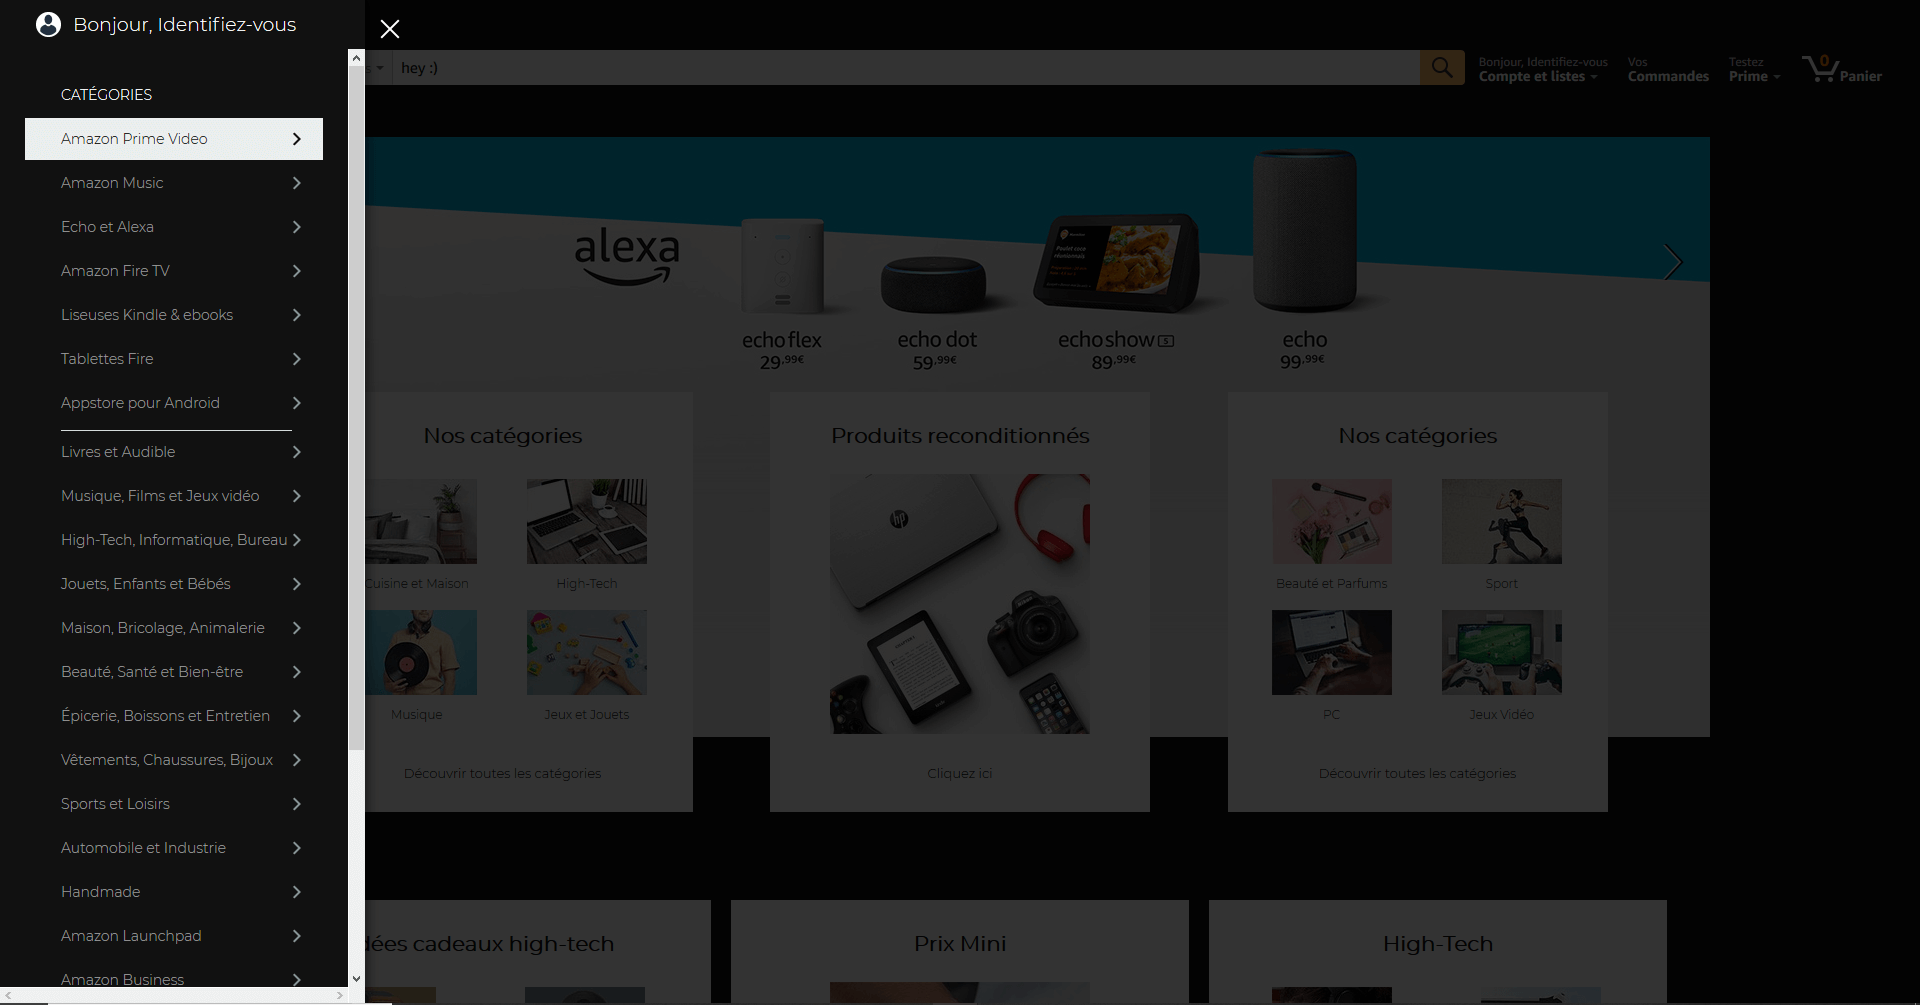 Bonjour, Identifiez-vous
CATÉGORIES
Amazon Prime Video
Amazon Music
Echo et Alexa
Amazon Fire TV
Liseuses Kindle & ebooks
Tablettes Fire
Appstore pour Android
Livres et Audible
Musique, Films et Jeux vidéo
High-Tech, Informatique, Bureau
Jouets, Enfants et Bébés
Maison, Bricolage, Animalerie
Beauté, Santé et Bien-être
Épicerie, Boissons et Entretien
Vêtements, Chaussures, Bijoux
Sports et Loisirs
Automobile et Industrie
Handmade
Amazon Launchpad
Amazon Business
hey :)
Bonjour, Identifiez-vous
Compte et listes
Vos
Commandes
Testez
Prime
0
Panier
alexa
echo flex
29,99€
echo dot
59,99€
echo show 5
89,99€
echo
99,99€
Nos catégories
Cuisine et Maison
High-Tech
Musique
Jeux et Jouets
Découvrir toutes les catégories
Produits reconditionnés
hp
Cliquez ici
Nos catégories
Beauté et Parfums
Sport
PC
Jeux Vidéo
Découvrir toutes les catégories
dées cadeaux high-tech
Prix Mini
High-Tech